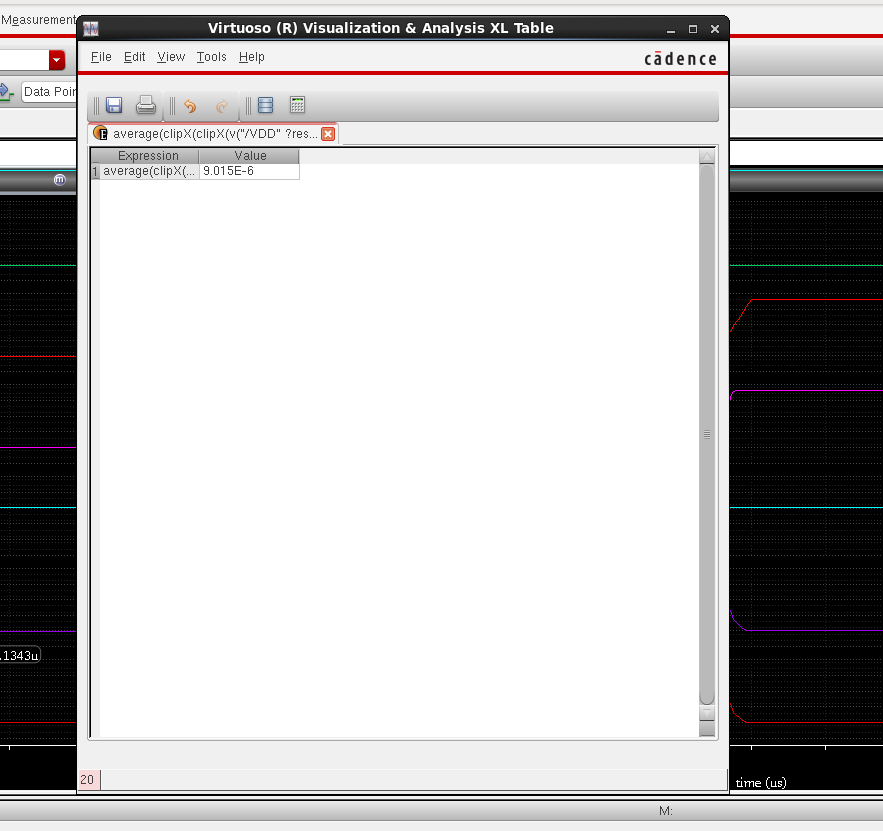 Measurement
Virtuoso (R) Visualization & Analysis XL Table
File Edit View Tools Help
cādence
Data Poin
average(clipX(clipX(v("/VDD" ?res...
Expression Value
1 average(clipX(... 9.015E-6
m
.1343u
20
time (us)
M: